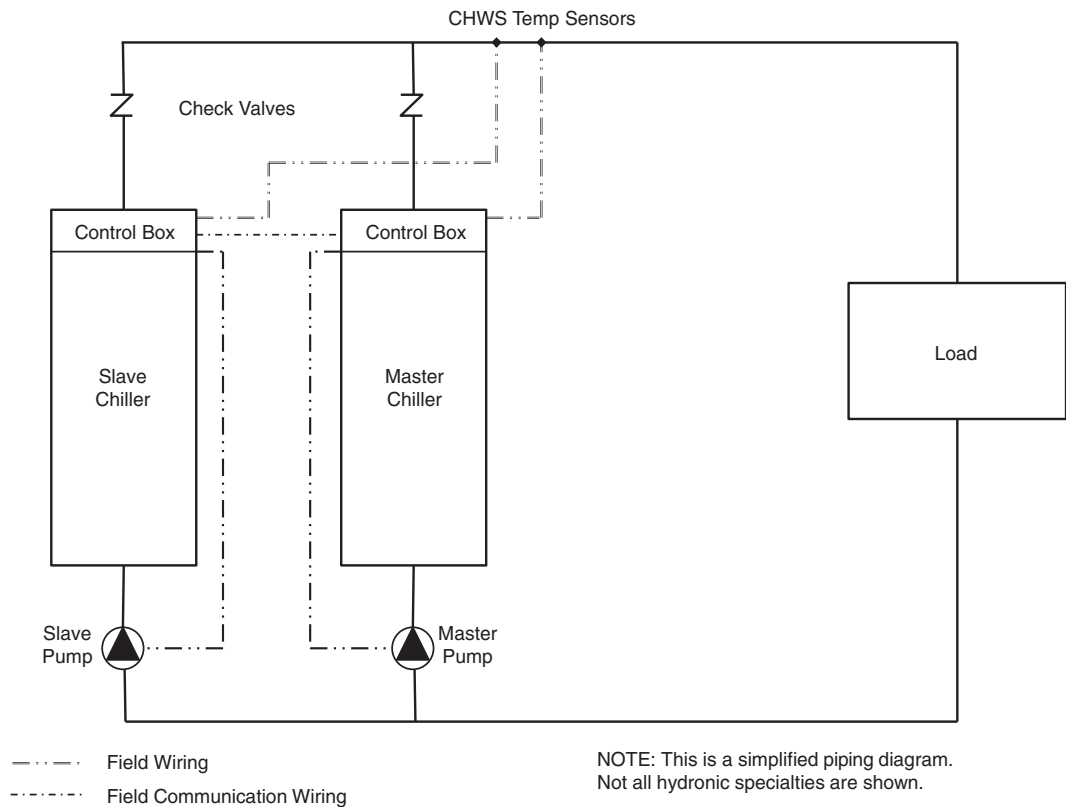 CHWS Temp Sensors
Check Valves
Control Box
Control Box
Slave
Chiller
Master
Chiller
Load
Slave
Pump
Master
Pump
Field Wiring
Field Communication Wiring
NOTE: This is a simplified piping diagram.
Not all hydronic specialties are shown.